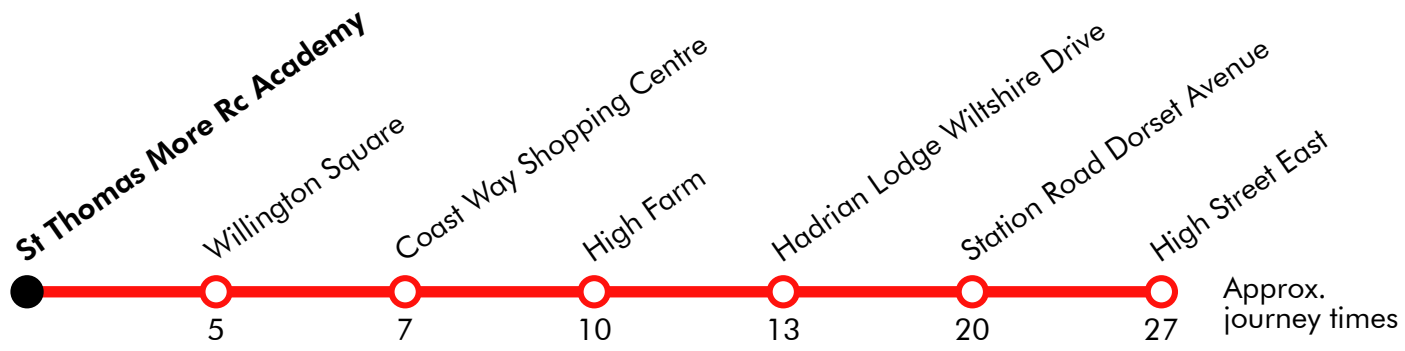 St Thomas More Rc Academy
Willington Square
Coast Way Shopping Centre
High Farm
Hadrian Lodge Wiltshire Drive
Station Road Dorset Avenue
High Street East
5
7
10
13
20
27
Approx.
journey times